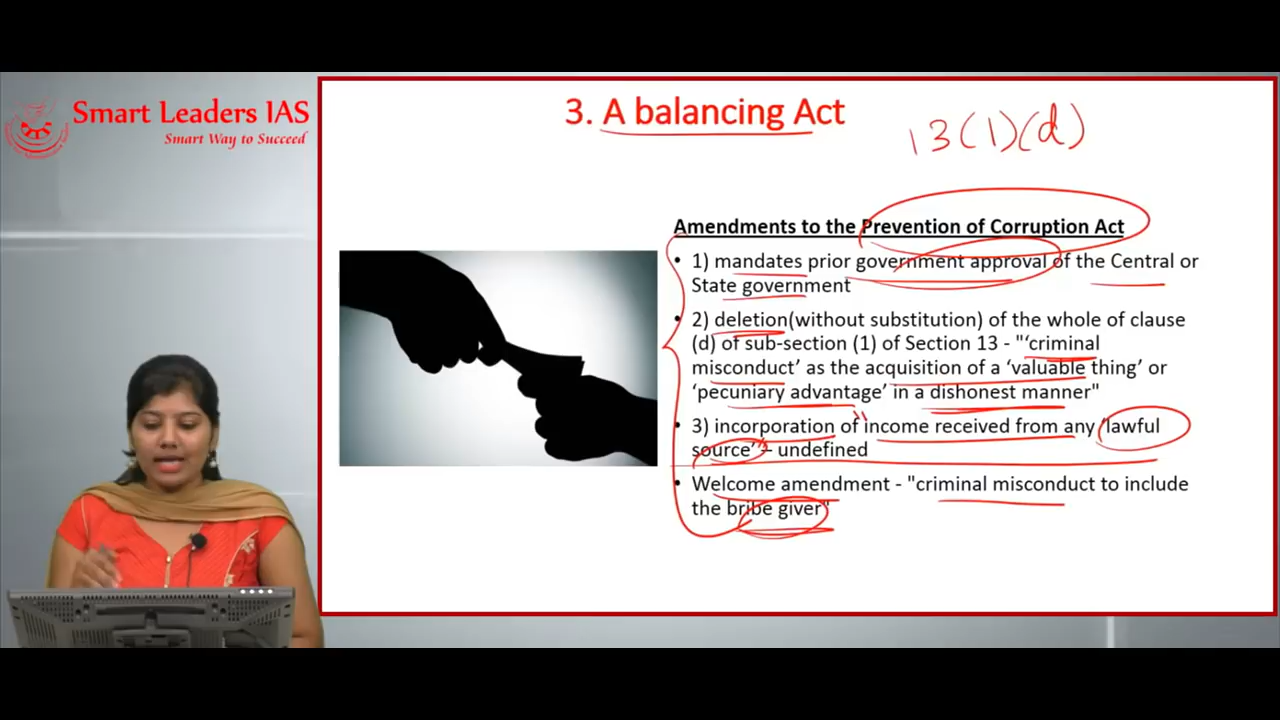 Smart Leaders IAS
Smart Way to Succeed
3. A balancing Act
13(1)(d)
Amendments to the Prevention of Corruption Act
• 1) mandates prior government approval of the Central or
State government
• 2) deletion(without substitution) of the whole of clause
(d) of sub-section (1) of Section 13 - "‘criminal
misconduct’ as the acquisition of a ‘valuable thing’ or
‘pecuniary advantage’ in a dishonest manner"
• 3) incorporation of income received from any ‘lawful
source’ – undefined
• Welcome amendment - "criminal misconduct to include
the bribe giver"